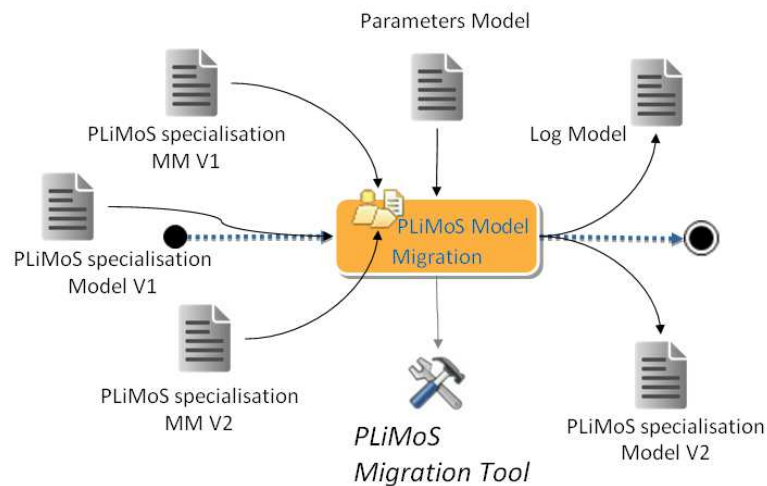 Parameters Model
PLiMoS specialisation
MM V1
Log Model
PLiMoS specialisation
Model V1
PLiMoS Model
Migration
PLiMoS specialisation
MM V2
PLiMoS
Migration Tool
PLiMoS specialisation
Model V2